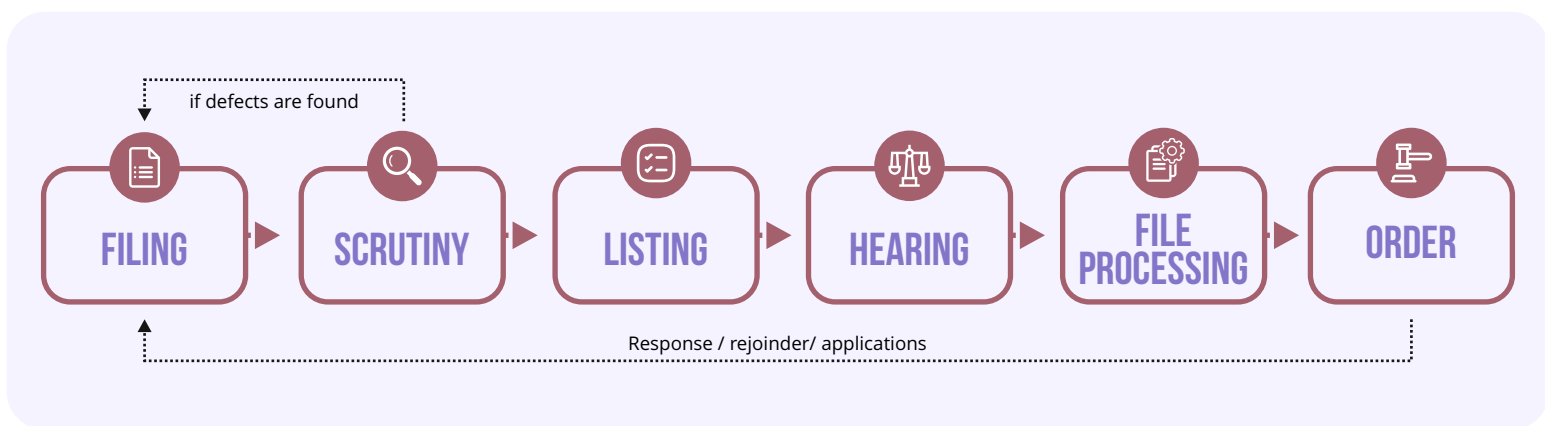 if defects are found
FILING
SCRUTINY
LISTING
HEARING
FILE
PROCESSING
ORDER
Response / rejoinder/ applications